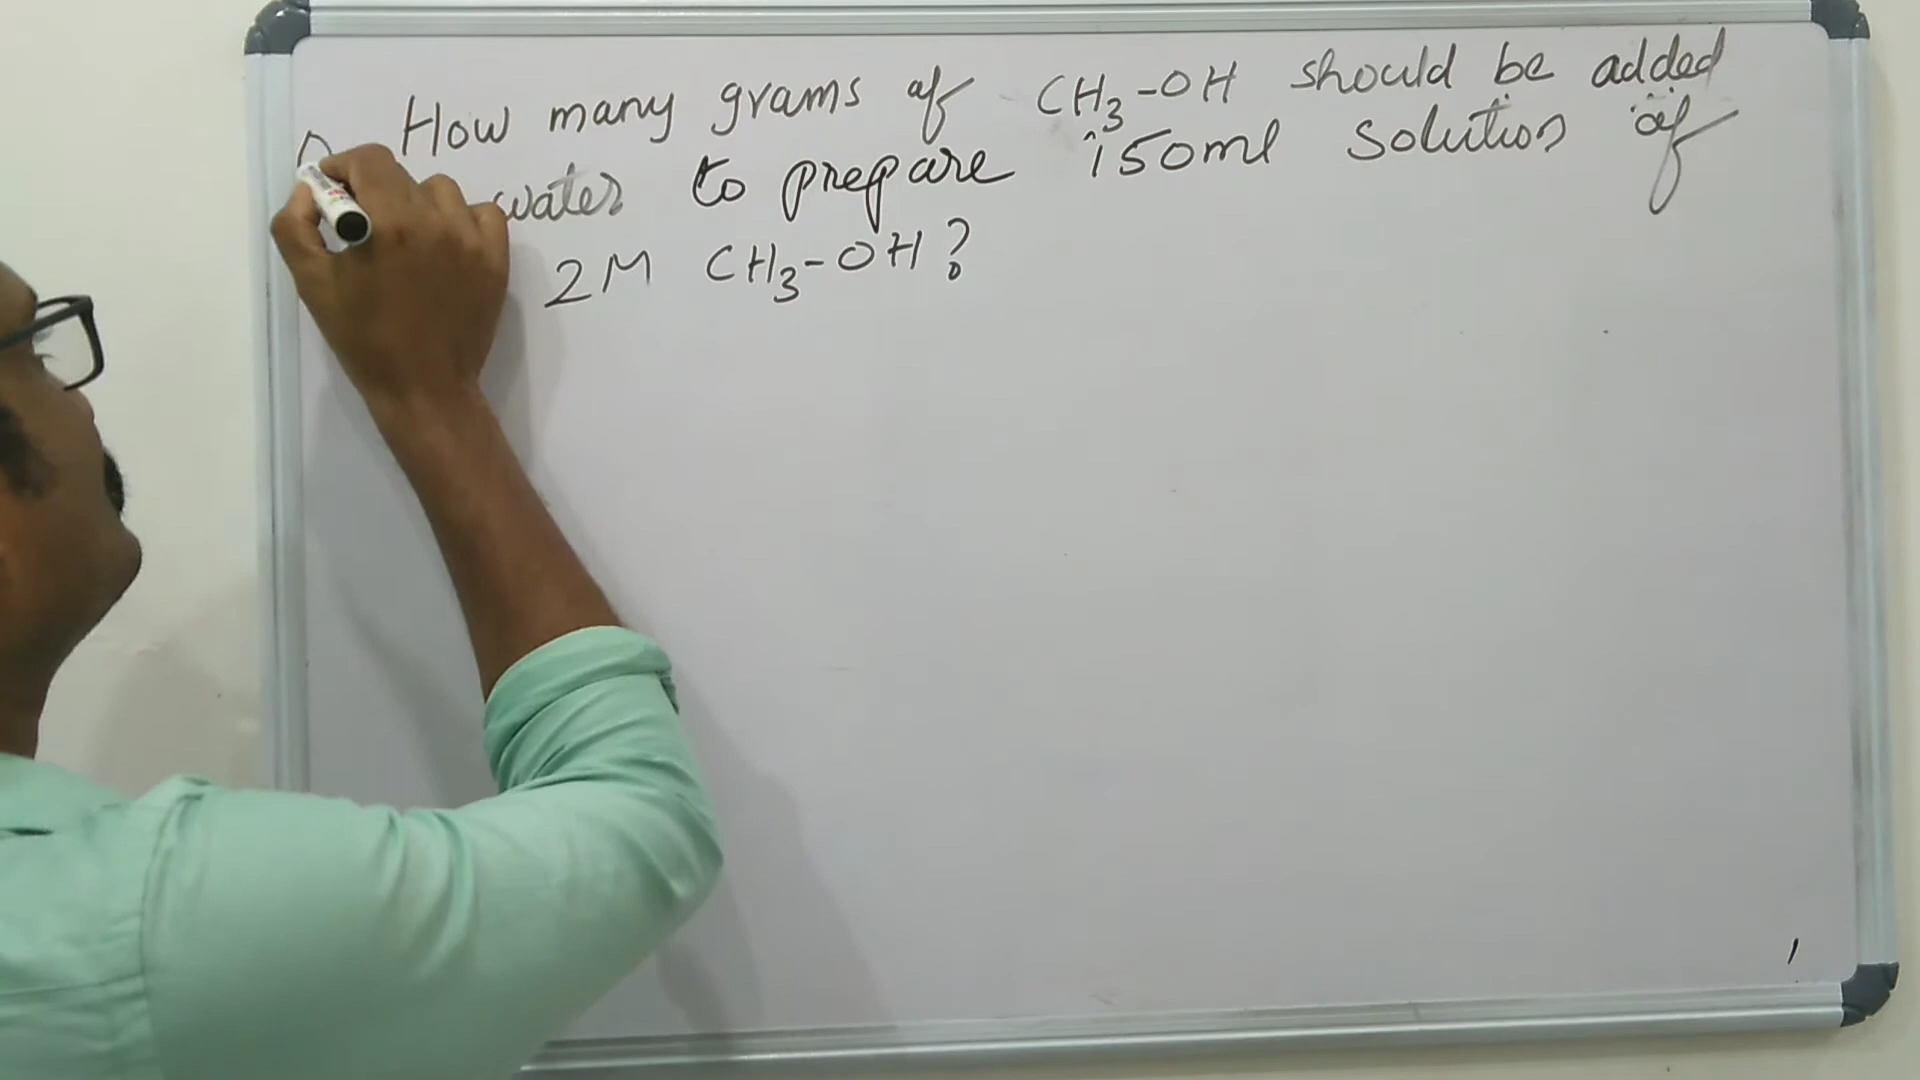 How many grams of CH₃-OH should be added
water to prepare 150ml solution of
2M CH₃-OH?